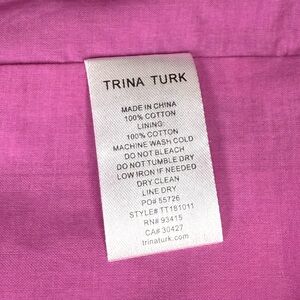 TRINA TURK
MADE IN CHINA
100% COTTON
LINING:
100% COTTON
MACHINE WASH COLD
DO NOT BLEACH
DO NOT TUMBLE DRY
LOW IRON IF NEEDED
DRY CLEAN
LINE DRY
PO# 55726
STYLE# TT181011
RN# 93415
CA# 30427
trinaturk.com